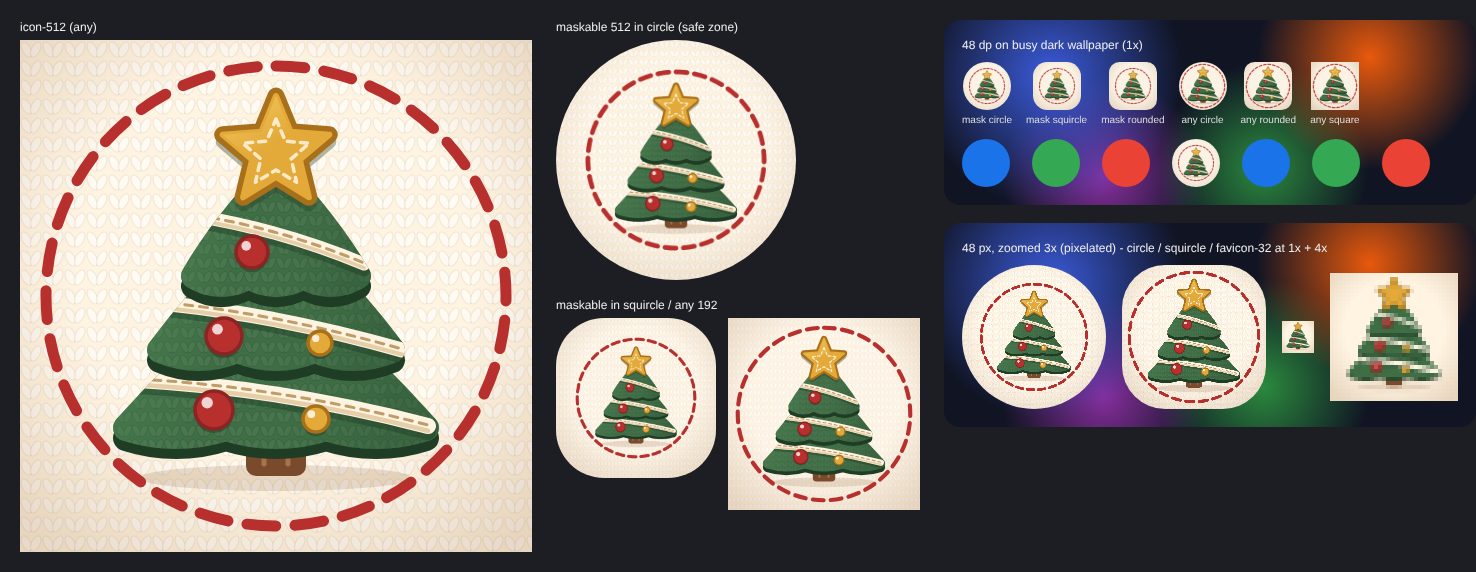 icon-512 (any)
maskable 512 in circle (safe zone)
maskable in squircle / any 192
48 dp on busy dark wallpaper (1x)
mask circle mask squircle mask rounded any circle any rounded any square
48 px, zoomed 3x (pixelated) - circle / squircle / favicon-32 at 1x + 4x